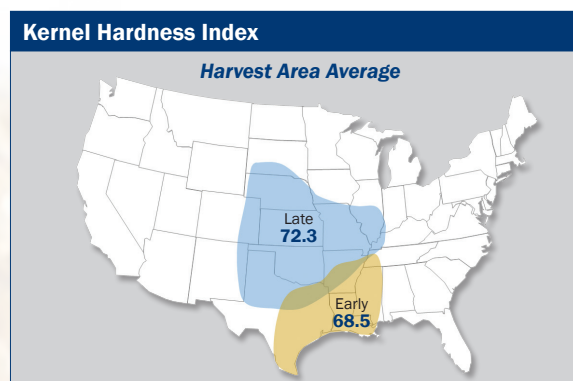 Kernel Hardness Index
Harvest Area Average
Late
72.3
Early
68.5